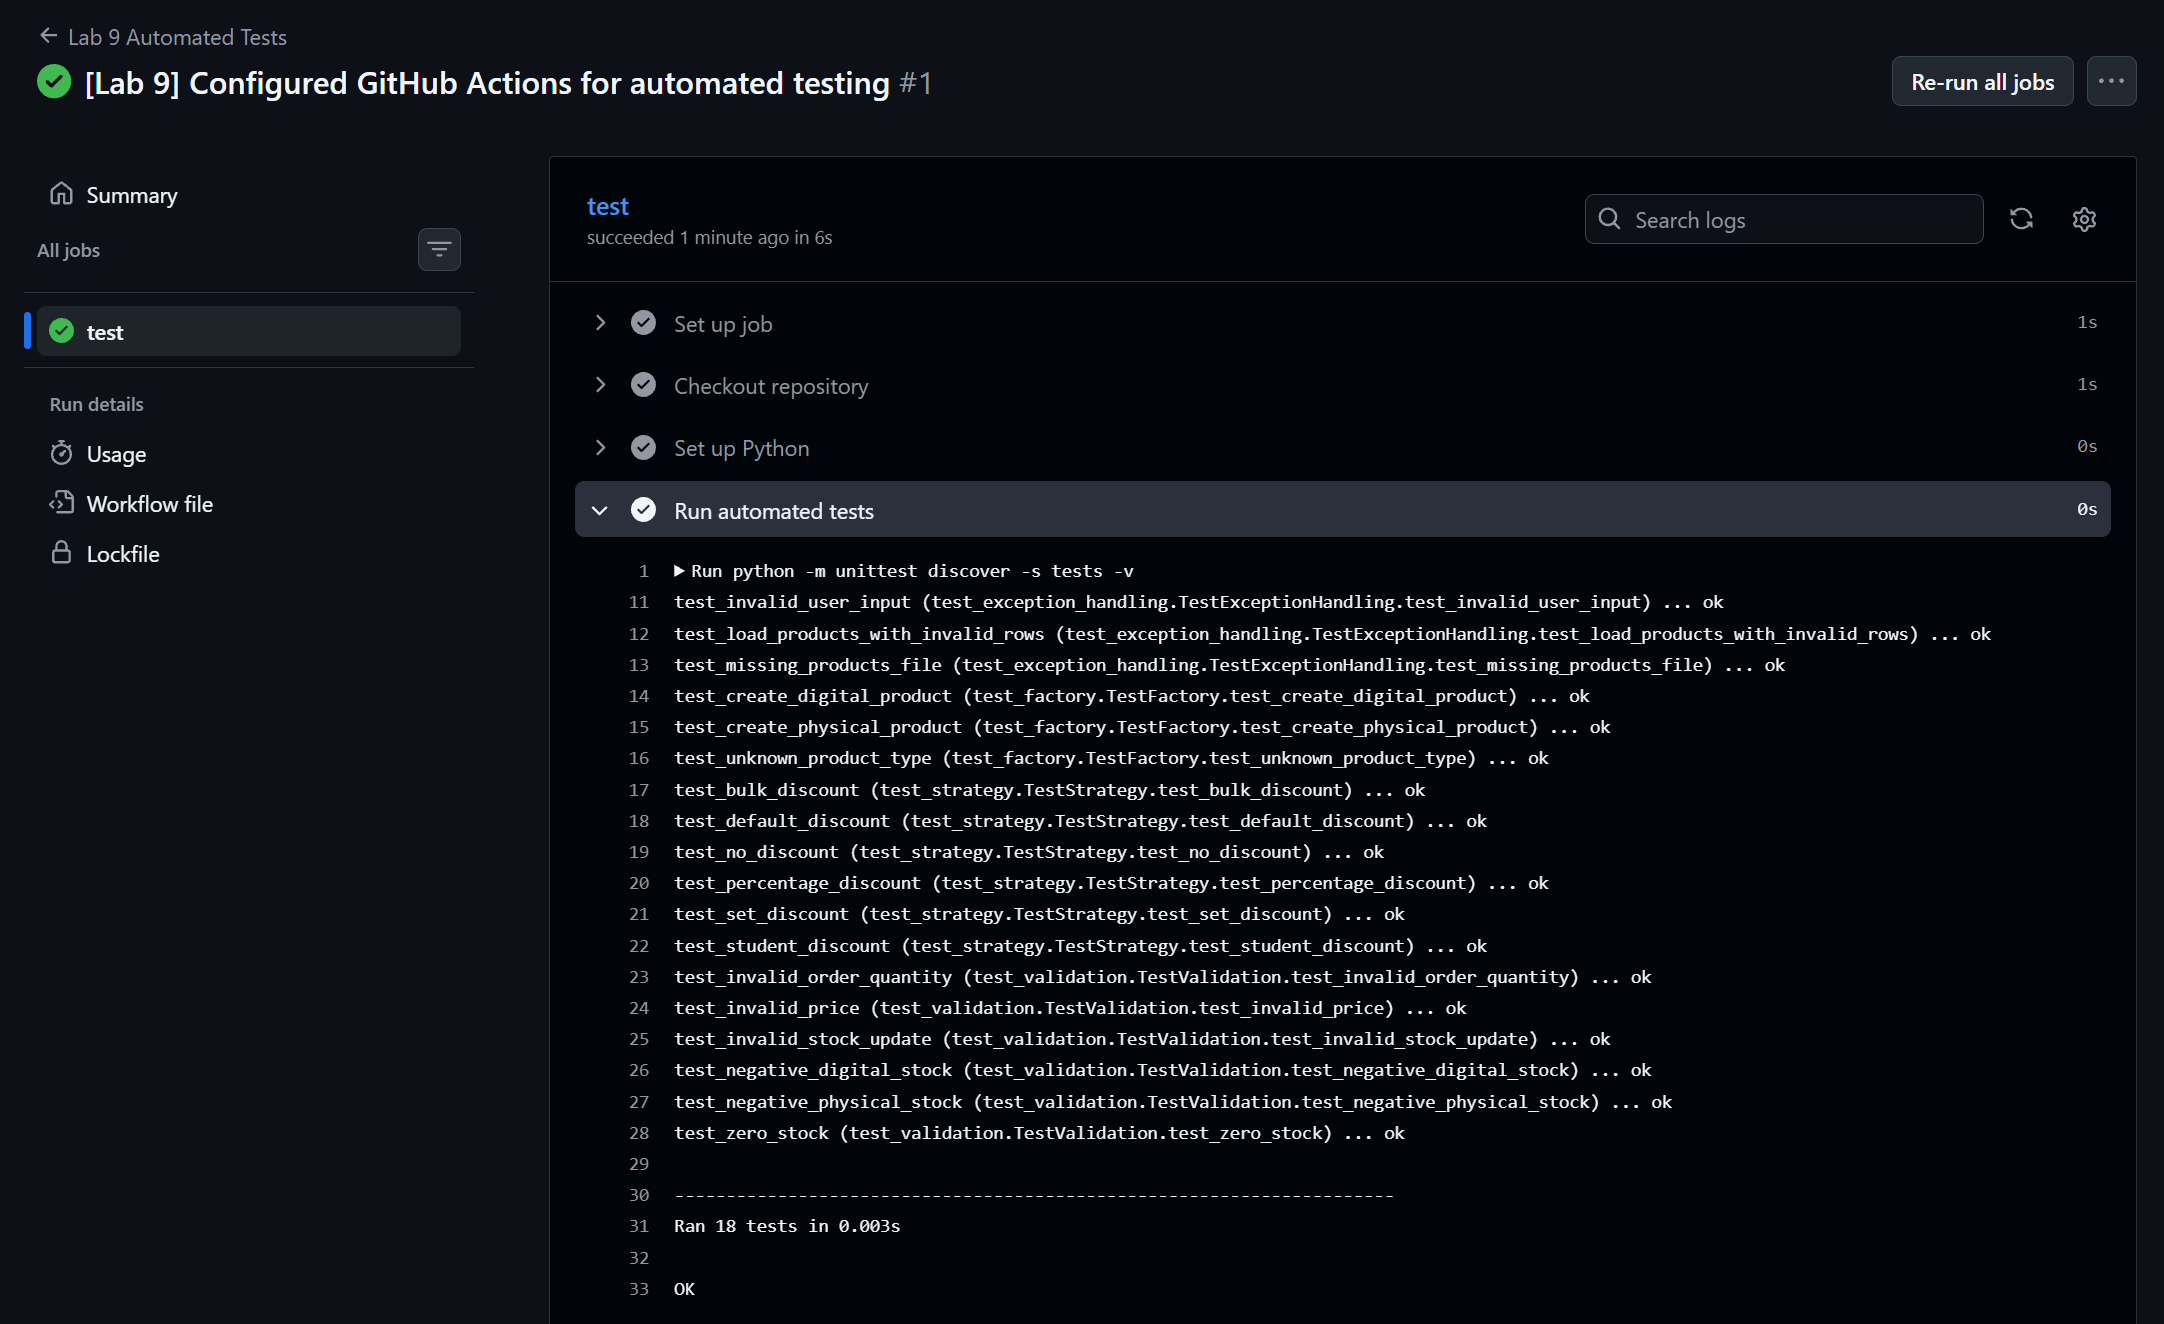 Lab 9 Automated Tests
[Lab 9] Configured GitHub Actions for automated testing #1
Re-run all jobs
Summary
All jobs
test
Run details
Usage
Workflow file
Lockfile
test
succeeded 1 minute ago in 6s
Search logs
Set up job 1s
Checkout repository 1s
Set up Python 0s
Run automated tests 0s
1 Run python -m unittest discover -s tests -v
11 test_invalid_user_input (test_exception_handling.TestExceptionHandling.test_invalid_user_input) ... ok
12 test_load_products_with_invalid_rows (test_exception_handling.TestExceptionHandling.test_load_products_with_invalid_rows) ... ok
13 test_missing_products_file (test_exception_handling.TestExceptionHandling.test_missing_products_file) ... ok
14 test_create_digital_product (test_factory.TestFactory.test_create_digital_product) ... ok
15 test_create_physical_product (test_factory.TestFactory.test_create_physical_product) ... ok
16 test_unknown_product_type (test_factory.TestFactory.test_unknown_product_type) ... ok
17 test_bulk_discount (test_strategy.TestStrategy.test_bulk_discount) ... ok
18 test_default_discount (test_strategy.TestStrategy.test_default_discount) ... ok
19 test_no_discount (test_strategy.TestStrategy.test_no_discount) ... ok
20 test_percentage_discount (test_strategy.TestStrategy.test_percentage_discount) ... ok
21 test_set_discount (test_strategy.TestStrategy.test_set_discount) ... ok
22 test_student_discount (test_strategy.TestStrategy.test_student_discount) ... ok
23 test_invalid_order_quantity (test_validation.TestValidation.test_invalid_order_quantity) ... ok
24 test_invalid_price (test_validation.TestValidation.test_invalid_price) ... ok
25 test_invalid_stock_update (test_validation.TestValidation.test_invalid_stock_update) ... ok
26 test_negative_digital_stock (test_validation.TestValidation.test_negative_digital_stock) ... ok
27 test_negative_physical_stock (test_validation.TestValidation.test_negative_physical_stock) ... ok
28 test_zero_stock (test_validation.TestValidation.test_zero_stock) ... ok
29
30 ----------------------------------------------------------------------
31 Ran 18 tests in 0.003s
32
33 OK